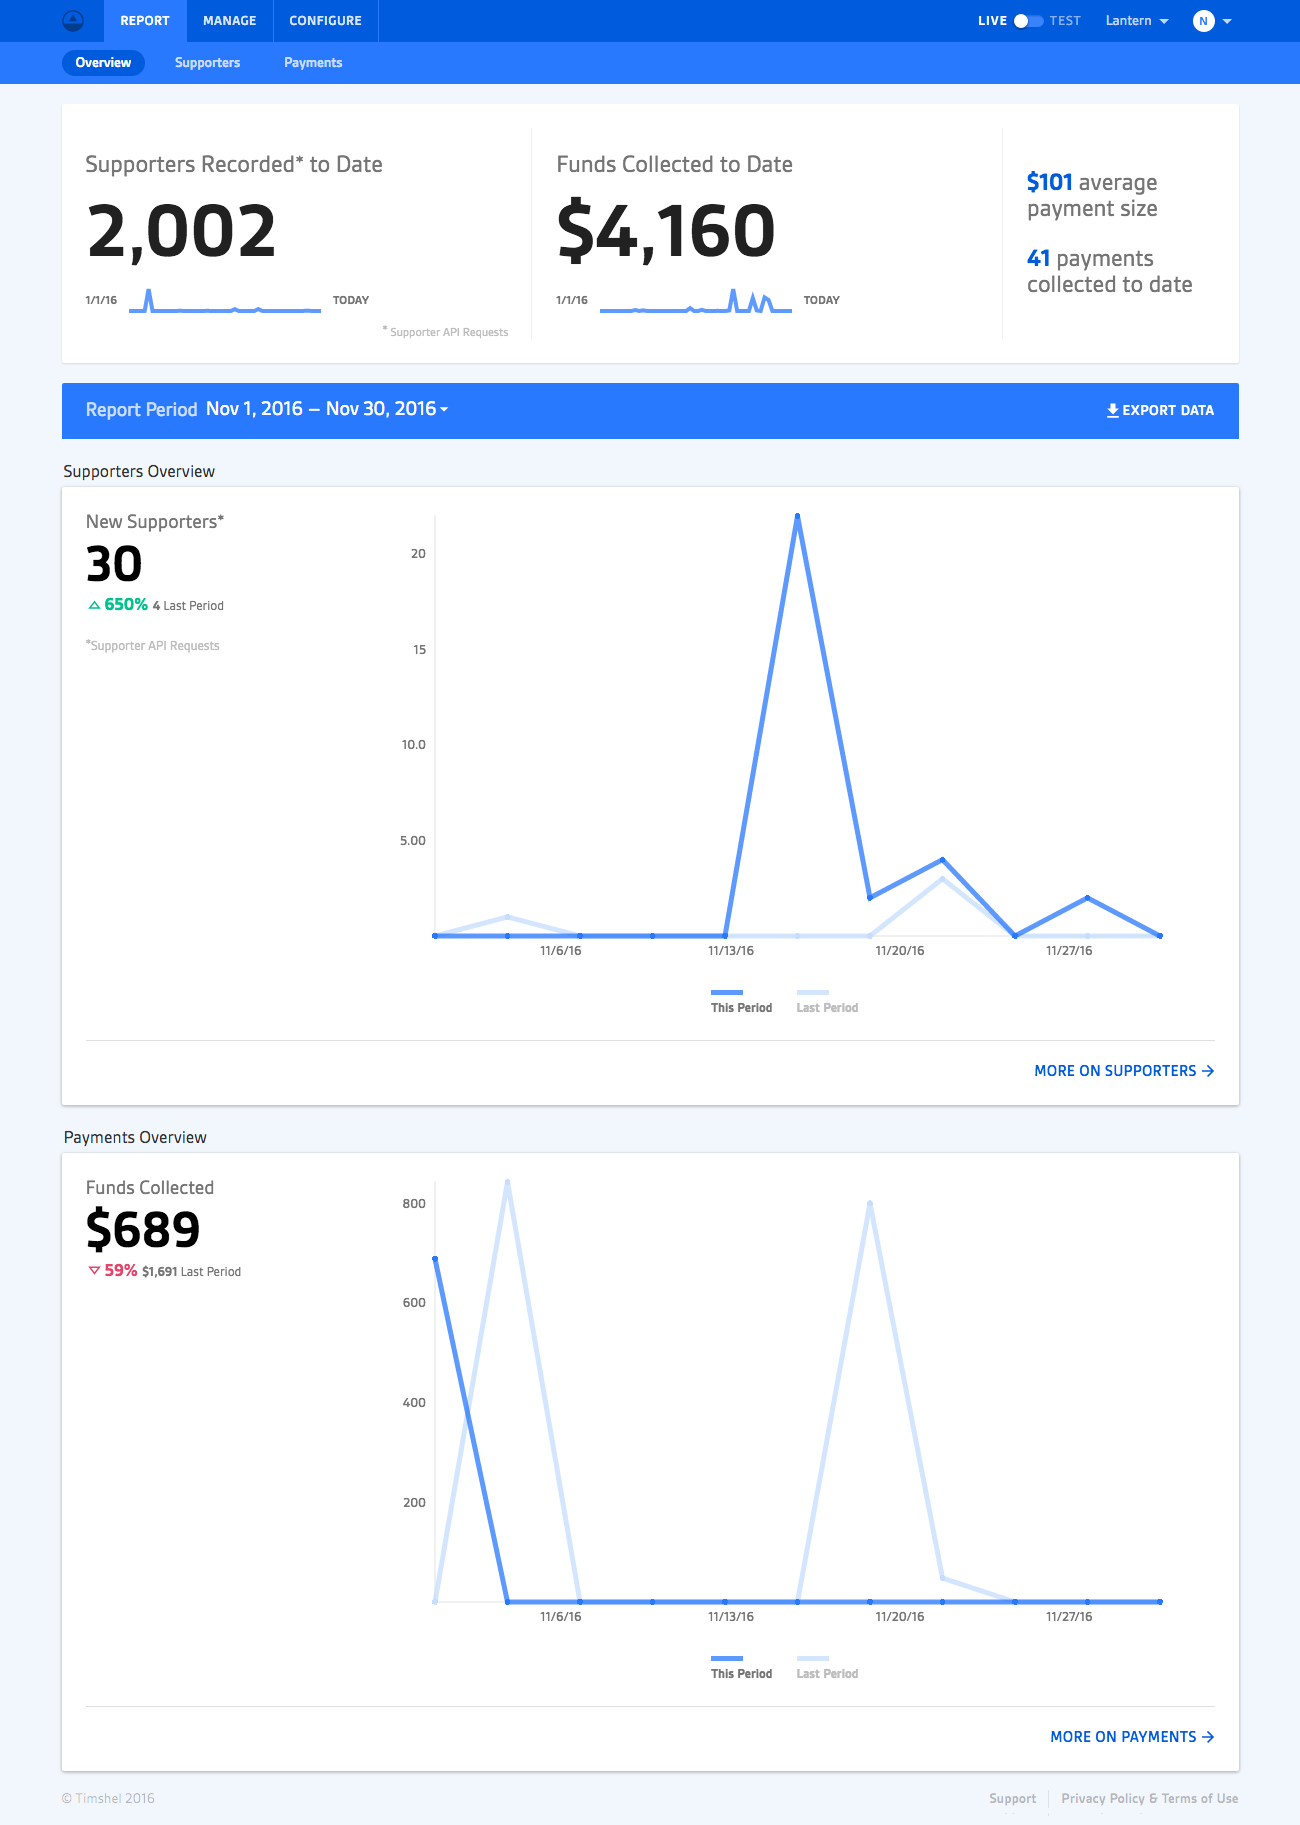 REPORT MANAGE CONFIGURE LIVE TEST Lantern N
Overview Supporters Payments
Supporters Recorded* to Date
2,002
1/1/16 TODAY
* Supporter API Requests
Funds Collected to Date
$4,160
1/1/16 TODAY
$101 average
payment size
41 payments
collected to date
Report Period Nov 1, 2016 – Nov 30, 2016 EXPORT DATA
Supporters Overview
New Supporters*
30
650% 4 Last Period
*Supporter API Requests
20
15
10.0
5.00
11/6/16 11/13/16 11/20/16 11/27/16
This Period Last Period
MORE ON SUPPORTERS
Payments Overview
Funds Collected
$689
59% $1,691 Last Period
800
600
400
200
11/6/16 11/13/16 11/20/16 11/27/16
This Period Last Period
MORE ON PAYMENTS
© Timshel 2016 Support Privacy Policy & Terms of Use